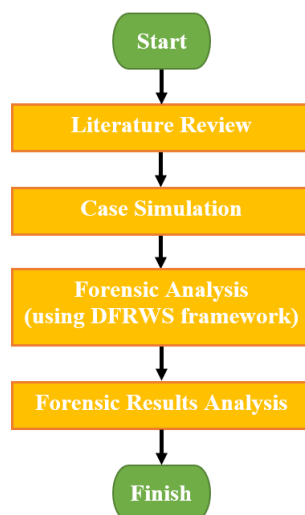 Start
Literature Review
Case Simulation
Forensic Analysis
(using DFRWS framework)
Forensic Results Analysis
Finish